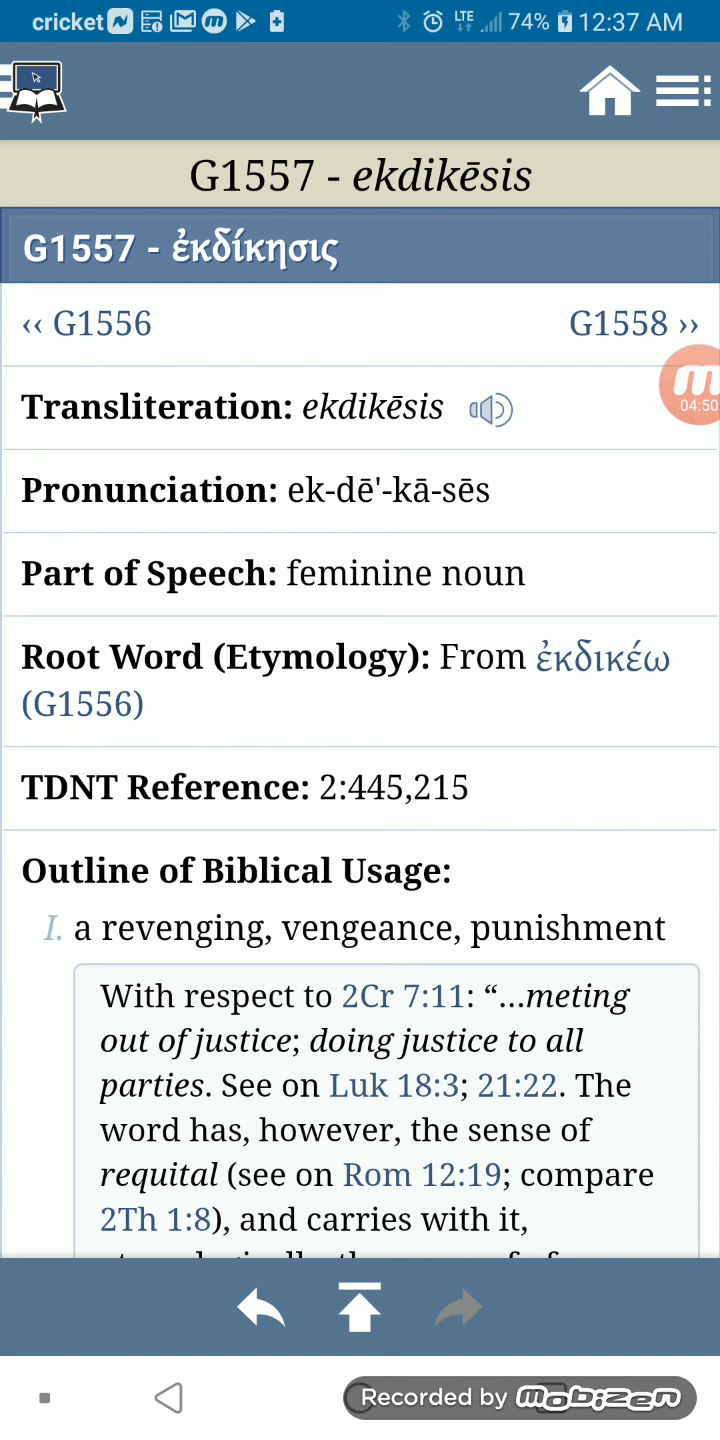 cricket LTE 74% 12:37 AM
G1557 - ekdikēsis
G1557 - ἐκδίκησις
‹‹ G1556 G1558 ››
Transliteration: ekdikēsis
04:50
Pronunciation: ek-dē'-kā-sēs
Part of Speech: feminine noun
Root Word (Etymology): From ἐκδικέω
(G1556)
TDNT Reference: 2:445,215
Outline of Biblical Usage:
I. a revenging, vengeance, punishment
With respect to 2Cr 7:11: “...meting
out of justice; doing justice to all
parties. See on Luk 18:3; 21:22. The
word has, however, the sense of
requital (see on Rom 12:19; compare
2Th 1:8), and carries with it,
Recorded by mobizen